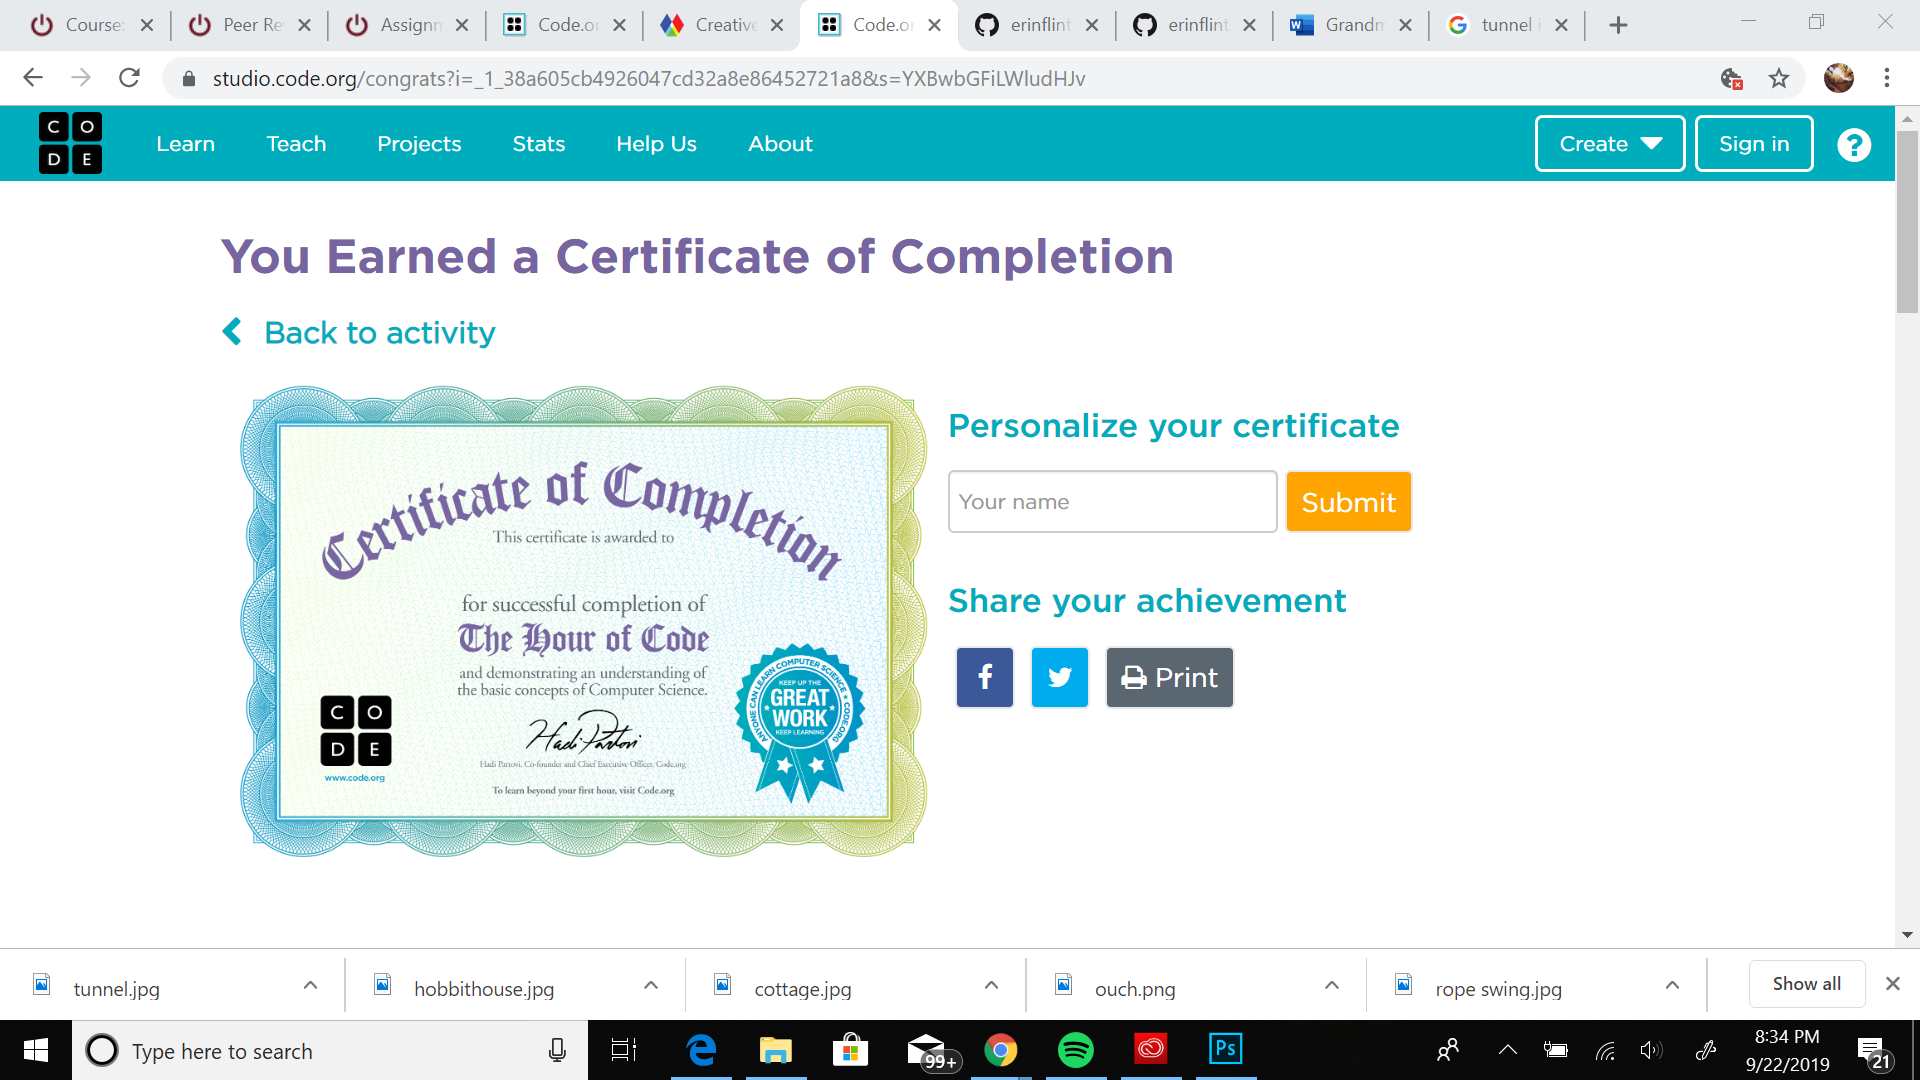 Course:
Peer Re
Assignm
Code.or
Creative
Code.or
erinflint
erinflint
Grandm
tunnel i
studio.code.org/congrats?i=_1_38a605cb4926047cd32a8e86452721a8&s=YXBwbGFiLWludHJv
C O D E
Learn
Teach
Projects
Stats
Help Us
About
Create
Sign in
?
You Earned a Certificate of Completion
Back to activity
Certificate of Completion
This certificate is awarded to
for successful completion of
The Hour of Code
and demonstrating an understanding of
the basic concepts of Computer Science.
C O
D E
www.code.org
Hadi Partovi
Hadi Partovi, Co-founder and Chief Executive Officer, Code.org
To learn beyond your first hour, visit Code.org
ANYONE CAN LEARN COMPUTER SCIENCE • CODE.ORG
KEEP UP THE
GREAT
WORK
KEEP LEARNING
Personalize your certificate
Your name
Submit
Share your achievement
f
Print
tunnel.jpg
hobbithouse.jpg
cottage.jpg
ouch.png
rope swing.jpg
Show all
Type here to search
99+
Ps
8:34 PM
9/22/2019
21